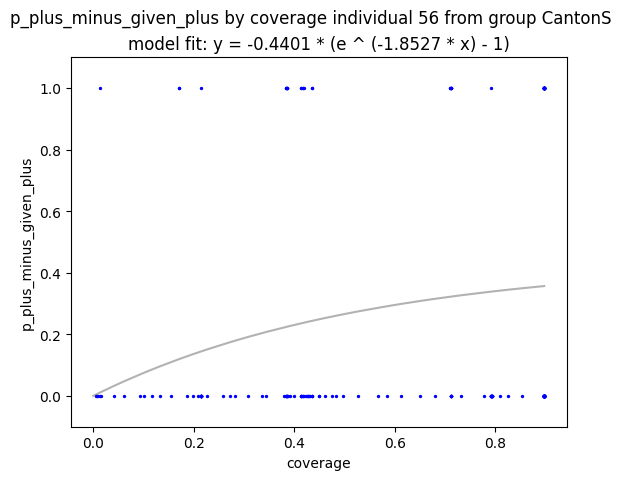 p_plus_minus_given_plus by coverage individual 56 from group CantonS
model fit: y = -0.4401 * (e ^ (-1.8527 * x) - 1)
1.0
0.8
0.6
0.4
0.2
0.0
p_plus_minus_given_plus
0.0 0.2 0.4 0.6 0.8
coverage